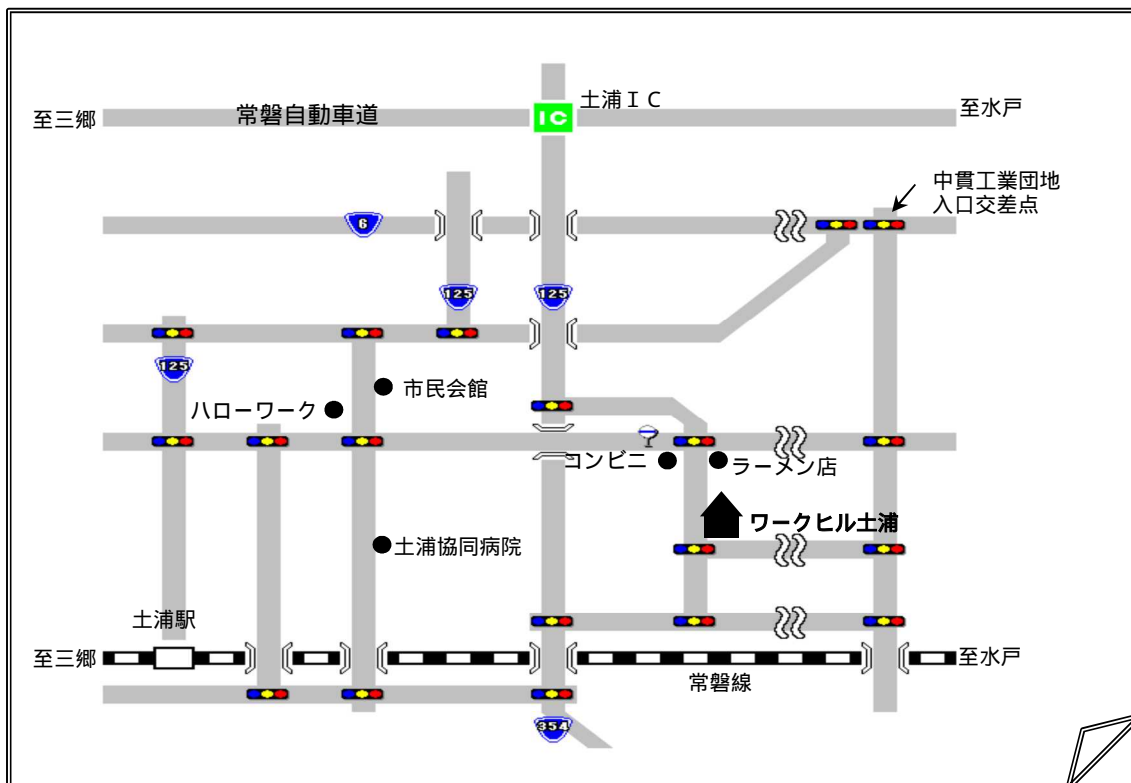 土浦ＩＣ
至三郷
常磐自動車道
IC
至水戸
中貫工業団地
入口交差点
6
125
125
125
市民会館
ハローワーク
コンビニ
ラーメン店
ワークヒル土浦
土浦協同病院
土浦駅
至三郷
至水戸
常磐線
354